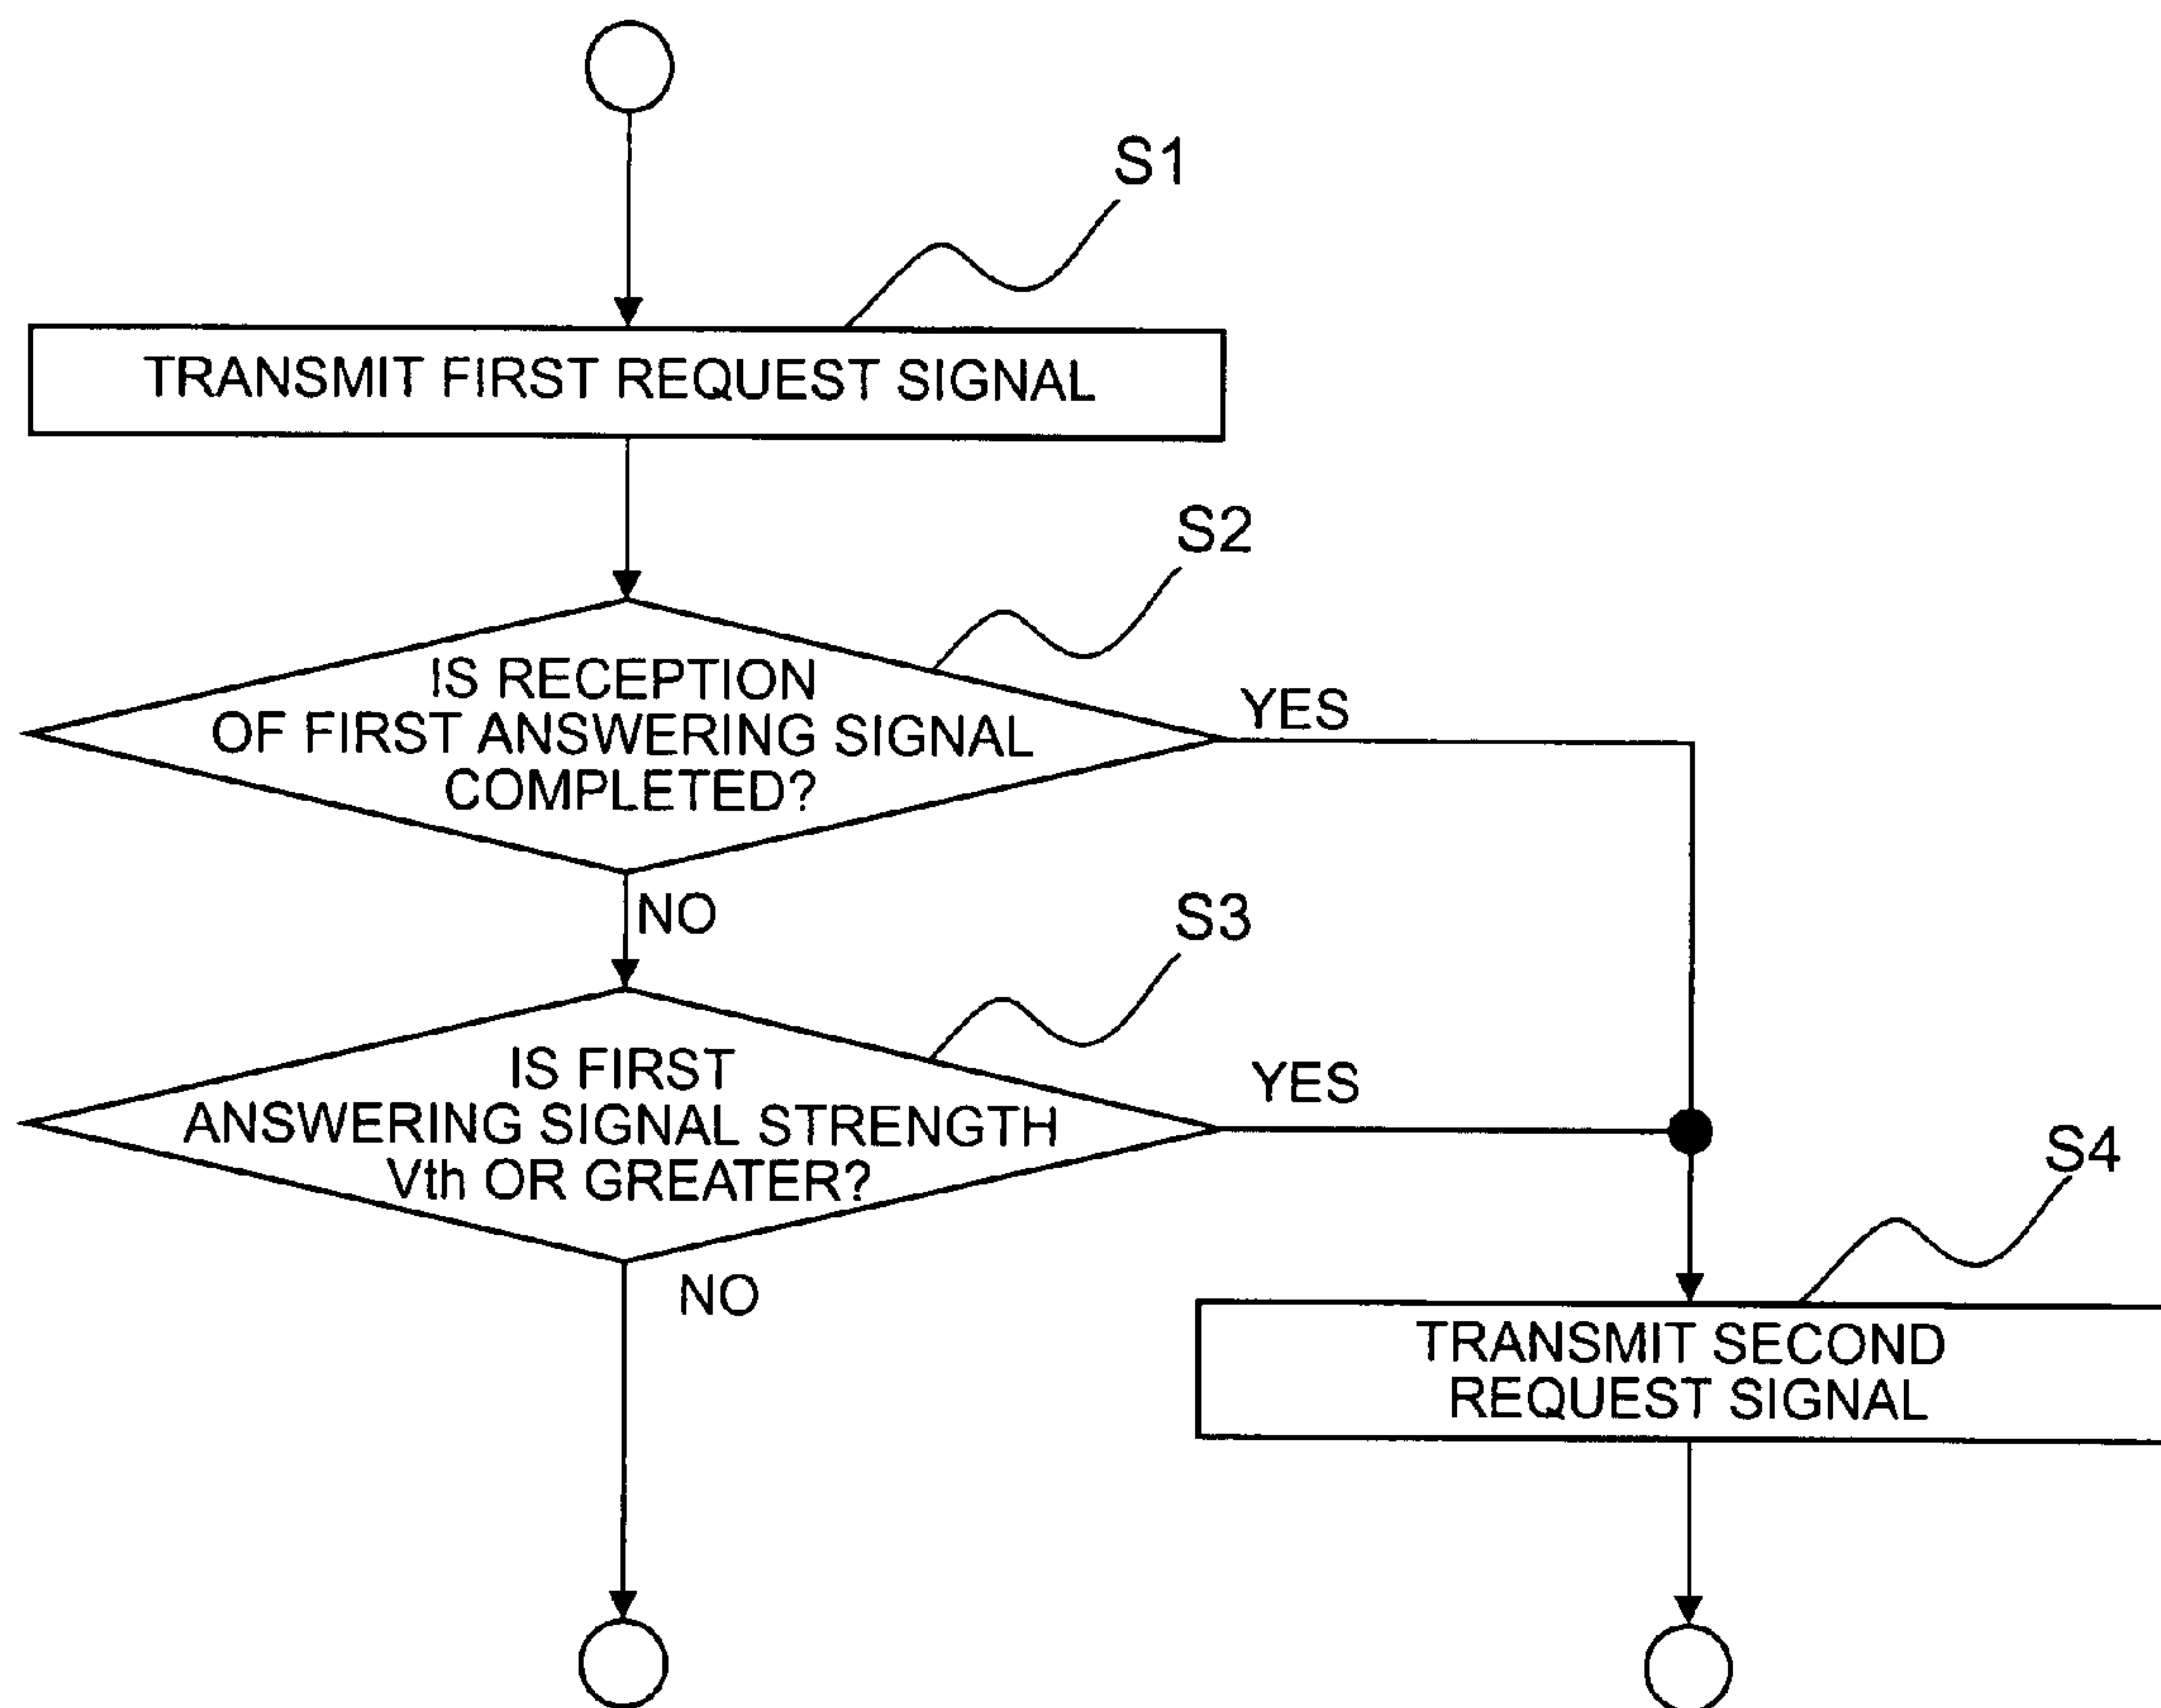 S1
TRANSMIT FIRST REQUEST SIGNAL
S2
IS RECEPTION
OF FIRST ANSWERING SIGNAL
COMPLETED?
YES
NO
S3
IS FIRST
ANSWERING SIGNAL STRENGTH
Vth OR GREATER?
YES
NO
S4
TRANSMIT SECOND
REQUEST SIGNAL